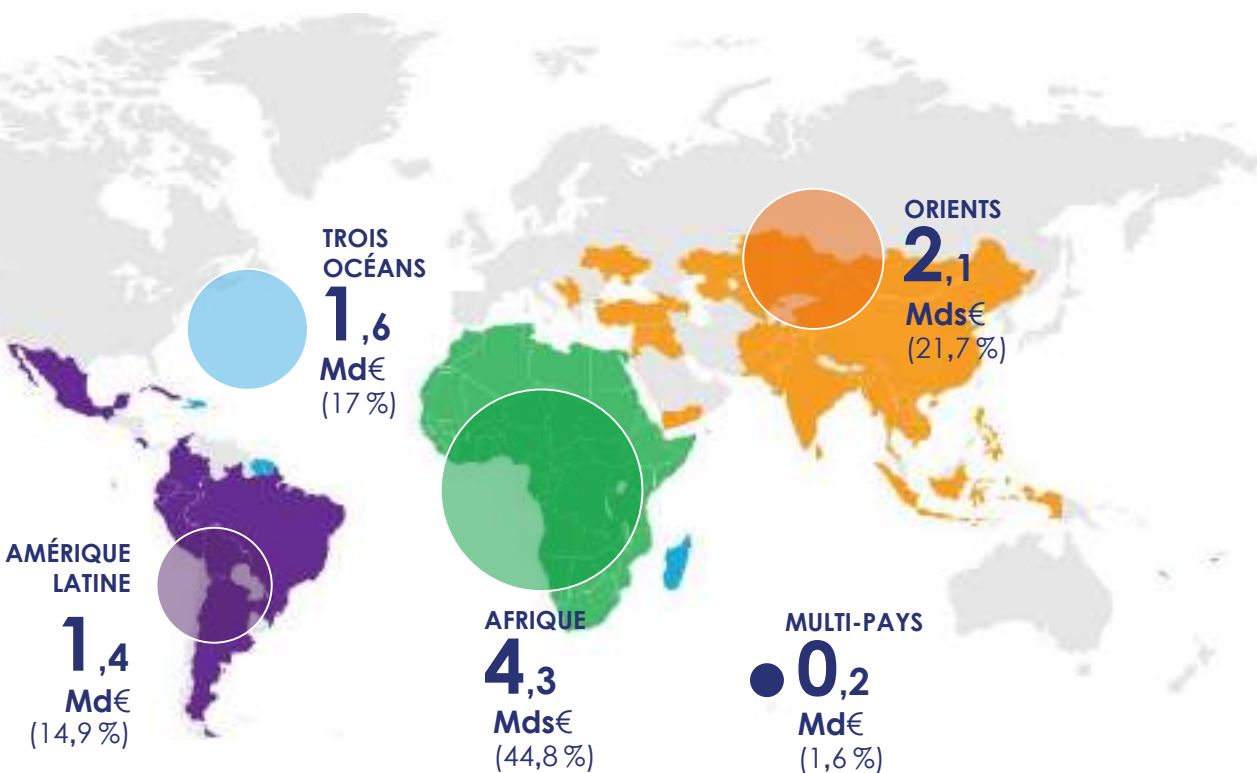 TROIS
OCÉANS
1,6
Md€
(17 %)
ORIENTS
2,1
Mds€
(21,7 %)
AMÉRIQUE
LATINE
1,4
Md€
(14,9 %)
AFRIQUE
4,3
Mds€
(44,8 %)
MULTI-PAYS
0,2
Md€
(1,6 %)